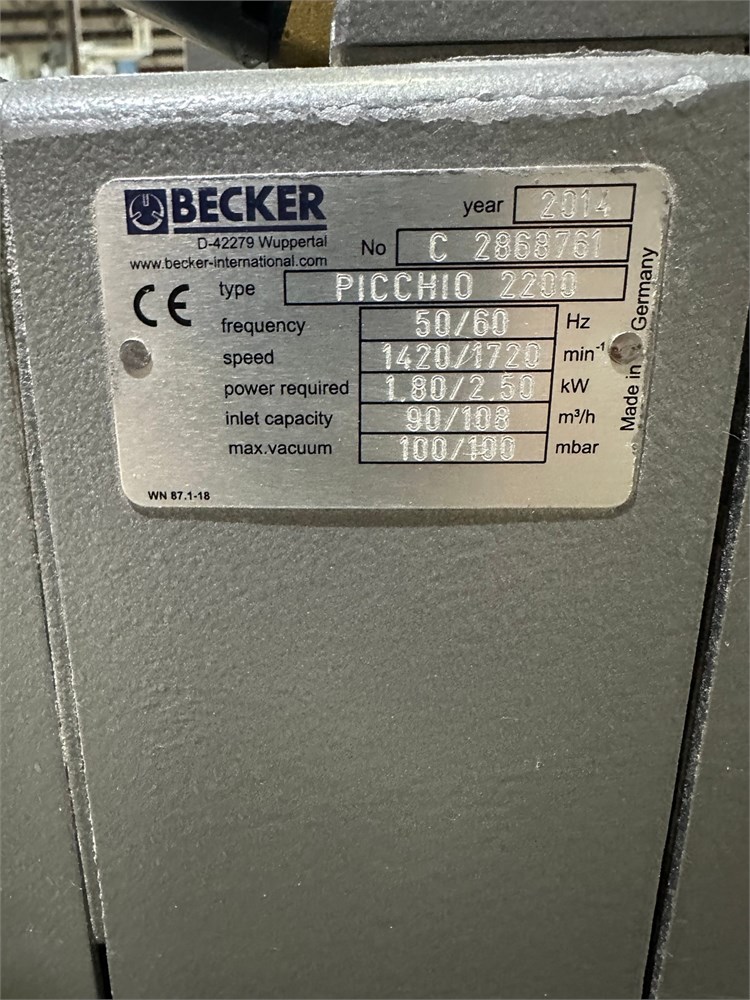 BECKER
D-42279 Wuppertal
www.becker-international.com
year 2014
No C 2868761
type PICCHIO 2200
frequency 50/60 Hz
speed 1420/1720 min-1
power required 1,80/2,50 kW
inlet capacity 90/108 m³/h
max.vacuum 100/100 mbar
CE
Made in Germany
WN 87.1-18